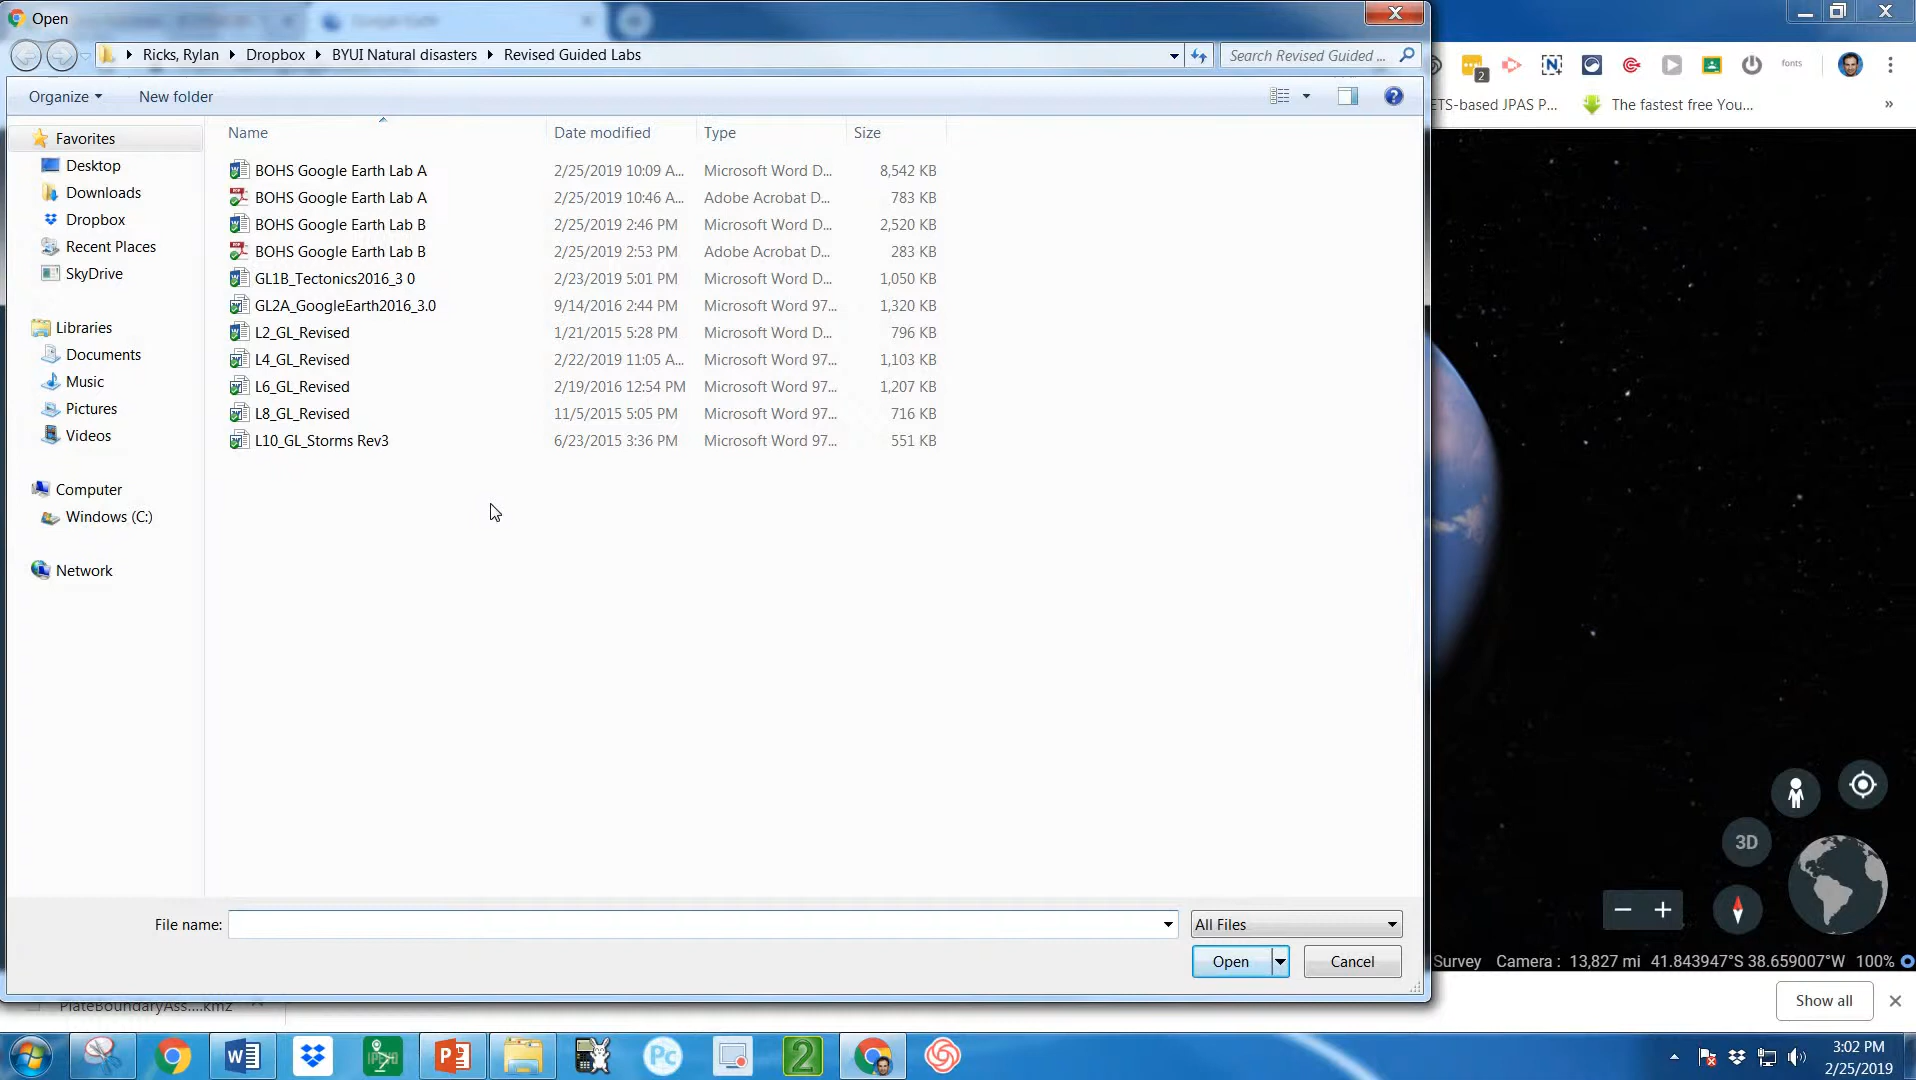 Open
Ricks, Rylan
Dropbox
BYUI Natural disasters
Revised Guided Labs
Search Revised Guided ...
Organize
New folder
Name
Date modified
Type
Size
BOHS Google Earth Lab A 2/25/2019 10:09 A... Microsoft Word D... 8,542 KB
BOHS Google Earth Lab A 2/25/2019 10:46 A... Adobe Acrobat D... 783 KB
BOHS Google Earth Lab B 2/25/2019 2:46 PM Microsoft Word D... 2,520 KB
BOHS Google Earth Lab B 2/25/2019 2:53 PM Adobe Acrobat D... 283 KB
GL1B_Tectonics2016_3 0 2/23/2019 5:01 PM Microsoft Word D... 1,050 KB
GL2A_GoogleEarth2016_3.0 9/14/2016 2:44 PM Microsoft Word 97... 1,320 KB
L2_GL_Revised 1/21/2015 5:28 PM Microsoft Word D... 796 KB
L4_GL_Revised 2/22/2019 11:05 A... Microsoft Word 97... 1,103 KB
L6_GL_Revised 2/19/2016 12:54 PM Microsoft Word 97... 1,207 KB
L8_GL_Revised 11/5/2015 5:05 PM Microsoft Word 97... 716 KB
L10_GL_Storms Rev3 6/23/2015 3:36 PM Microsoft Word 97... 551 KB
Favorites
Desktop
Downloads
Dropbox
Recent Places
SkyDrive
Libraries
Documents
Music
Pictures
Videos
Computer
Windows (C:)
Network
File name:
All Files
Open
Cancel
2
fonts
ETS-based JPAS P...
The fastest free You...
»
3D
Survey Camera : 13,827 mi 41.843947°S 38.659007°W 100%
PlateBoundaryAss....kmz
Show all
IPEVO
Pc
2
3:02 PM
2/25/2019